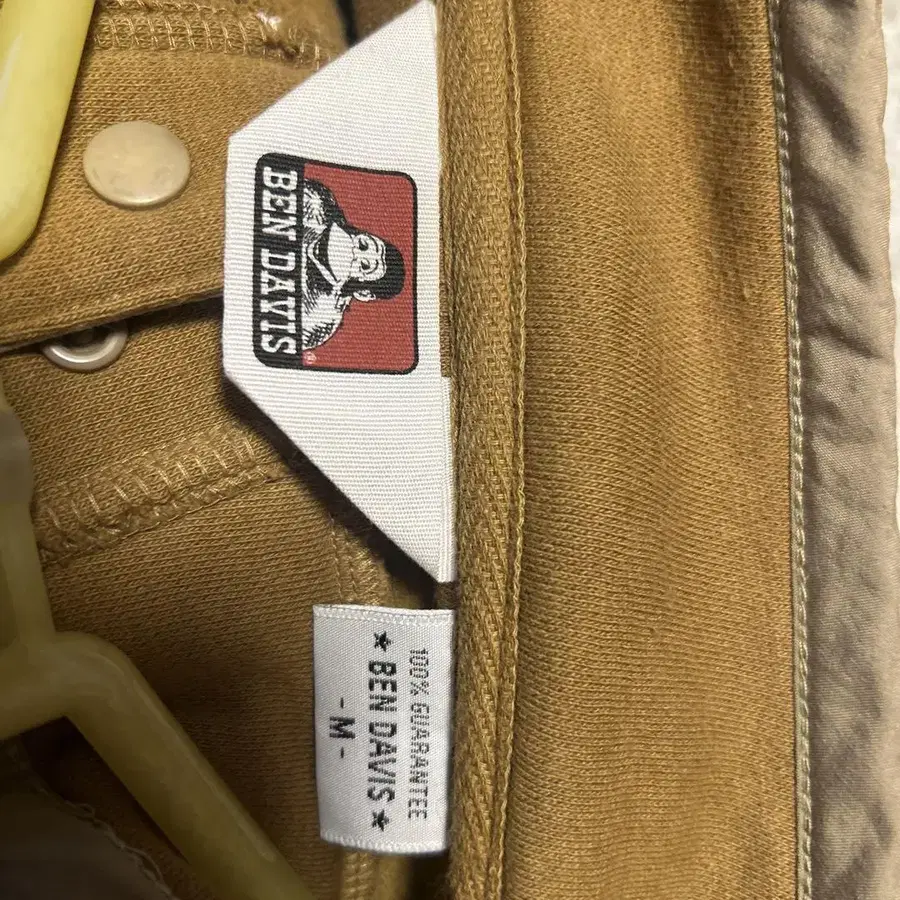 BEN DAVIS
®
100% GUARANTEE
★ BEN DAVIS ★
- M -